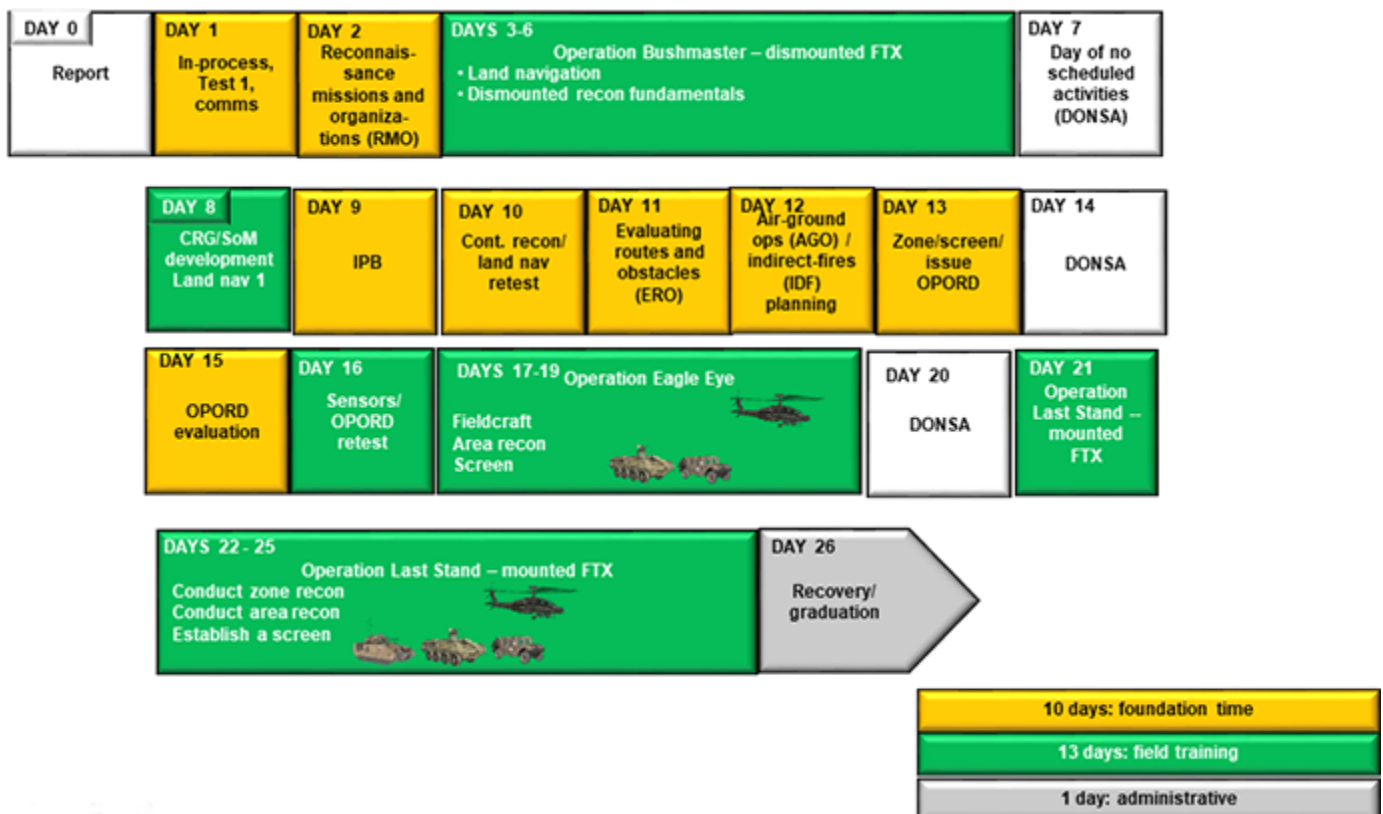 DAY 0
Report
DAY 1
In-process,
Test 1,
comms
DAY 2
Reconnais-
sance
missions and
organiza-
tions (RMO)
DAYS 3-6
Operation Bushmaster – dismounted FTX
• Land navigation
• Dismounted recon fundamentals
DAY 7
Day of no
scheduled
activities
(DONSA)
DAY 8
CRG/SoM
development
Land nav 1
DAY 9
IPB
DAY 10
Cont. recon/
land nav
retest
DAY 11
Evaluating
routes and
obstacles
(ERO)
DAY 12
Air-ground
ops (AGO) /
indirect-fires
(IDF)
planning
DAY 13
Zone/screen/
issue
OPORD
DAY 14
DONSA
DAY 15
OPORD
evaluation
DAY 16
Sensors/
OPORD
retest
DAYS 17-19
Operation Eagle Eye
Fieldcraft
Area recon
Screen
DAY 20
DONSA
DAY 21
Operation
Last Stand --
mounted
FTX
DAYS 22 - 25
Operation Last Stand – mounted FTX
Conduct zone recon
Conduct area recon
Establish a screen
DAY 26
Recovery/
graduation
10 days: foundation time
13 days: field training
1 day: administrative